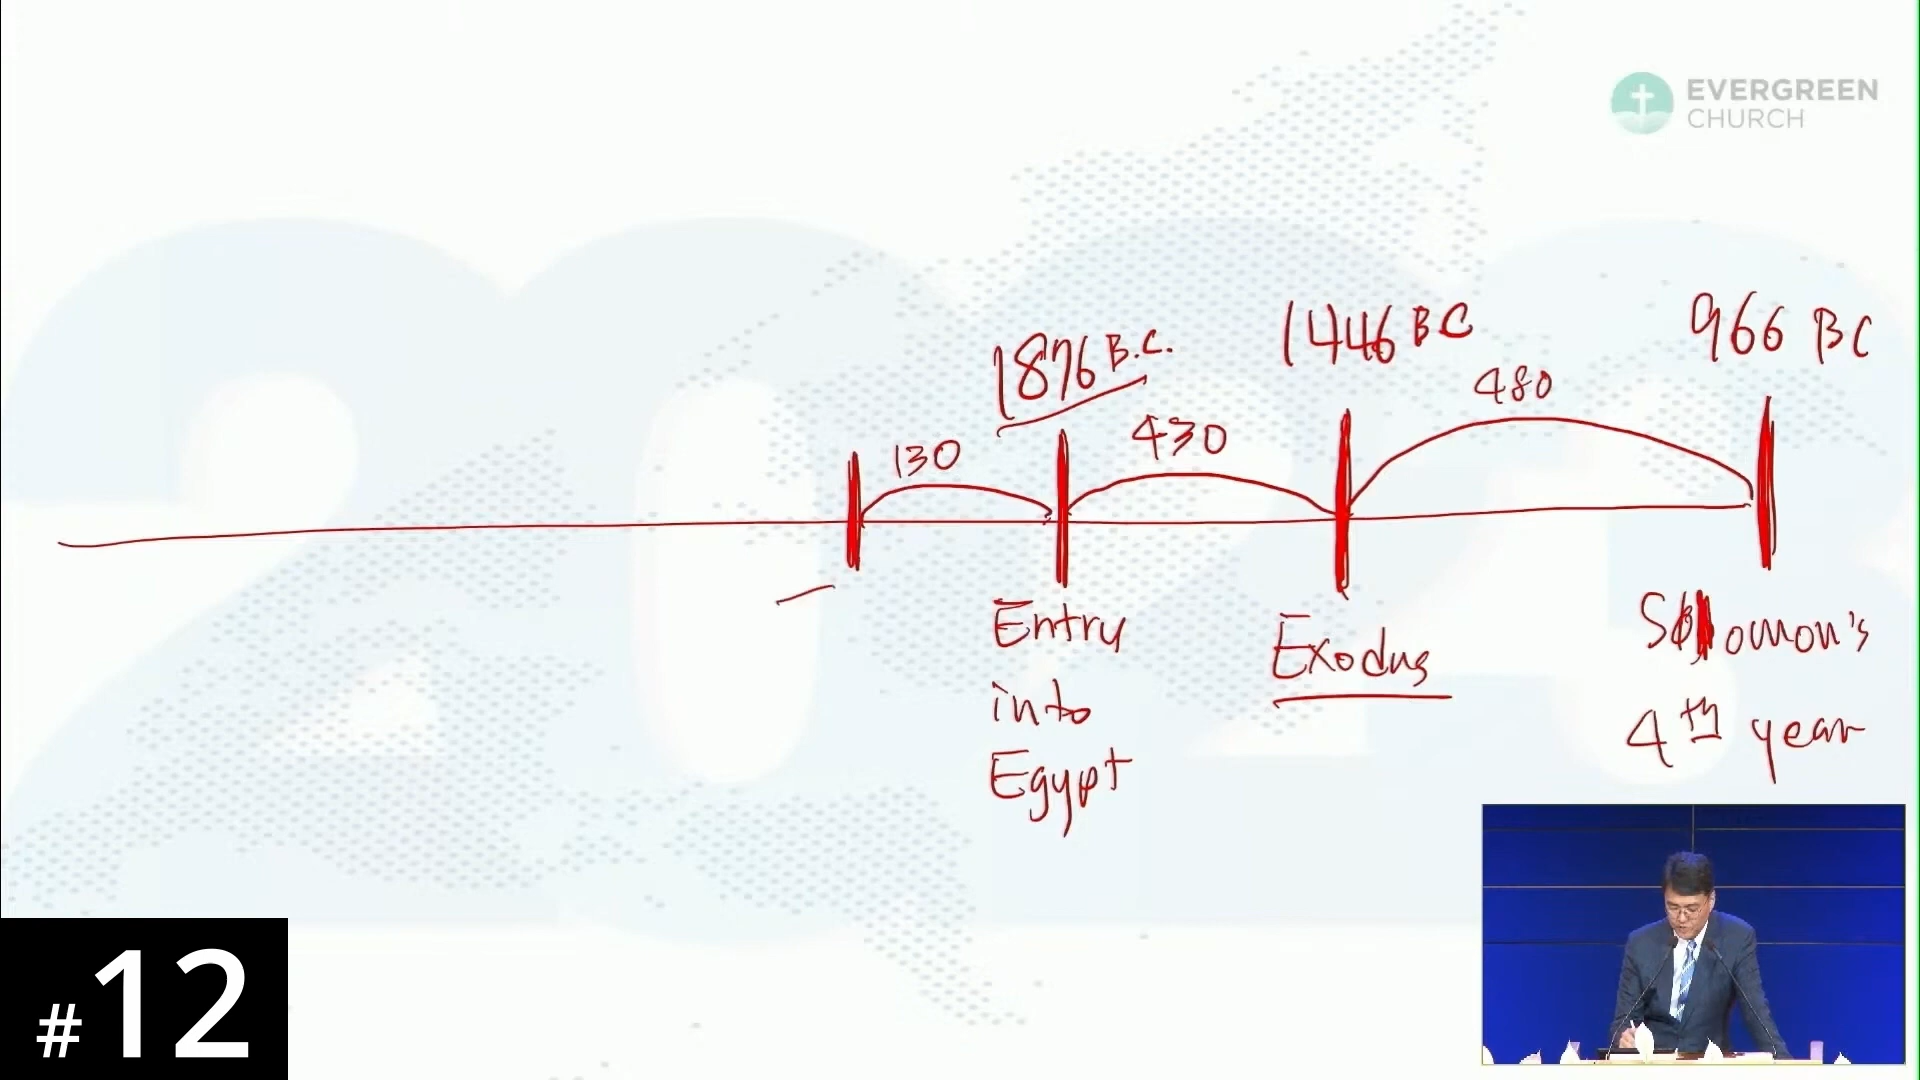 EVERGREEN
CHURCH
966 BC
1446 BC
1876 B.C.
480
430
130
Entry
into
Egypt
Exodus
Solomon's
4th year
#12